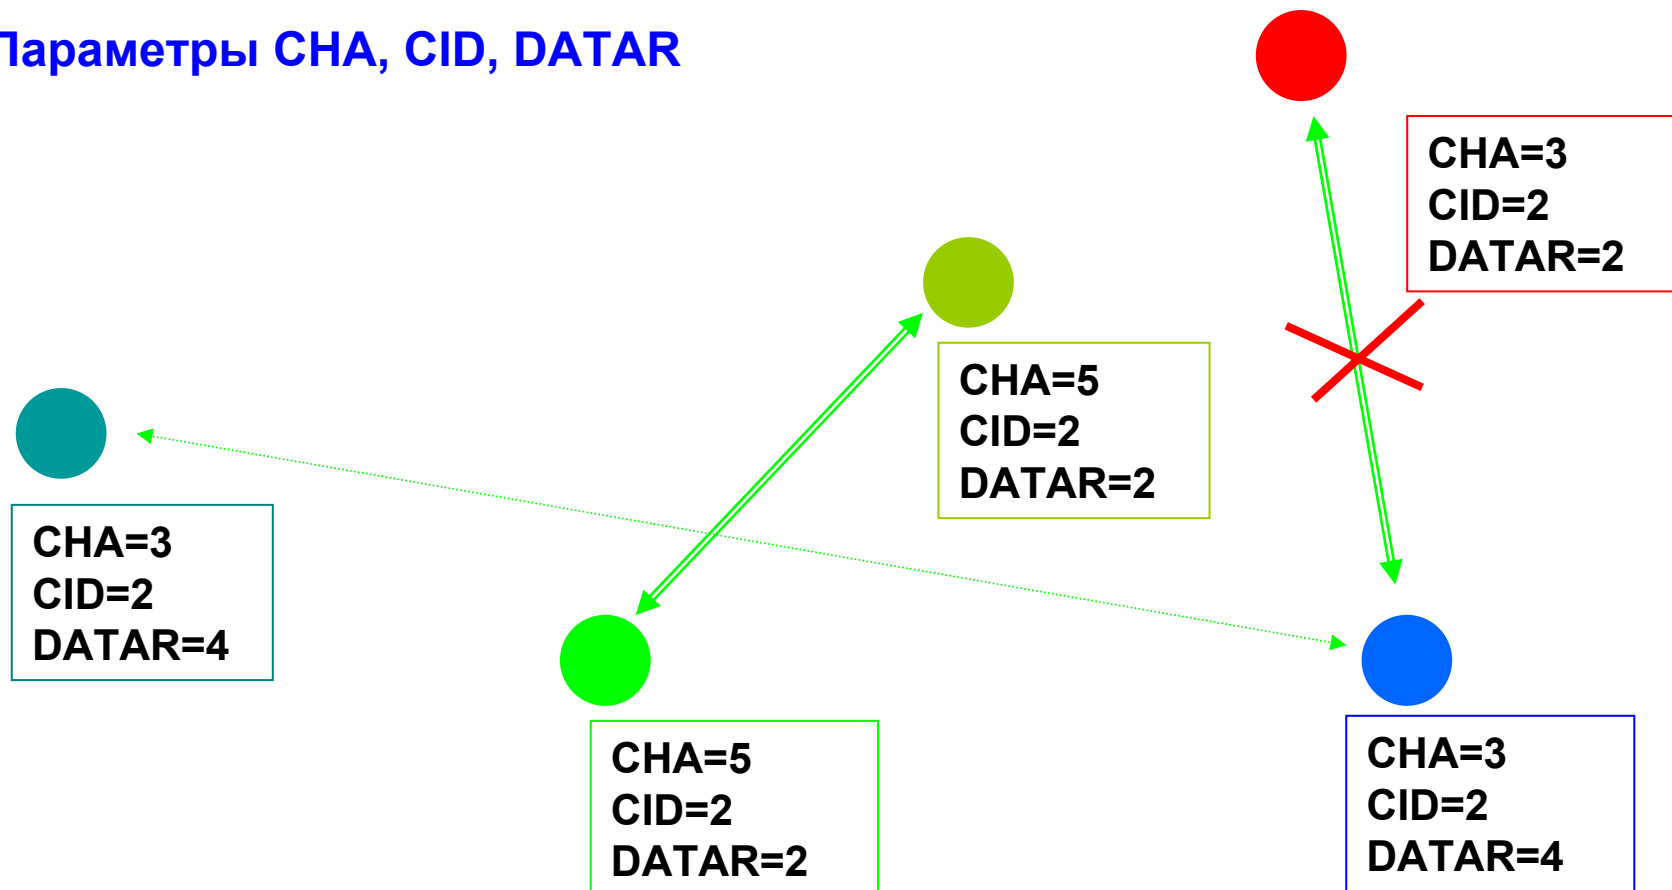 Параметры CHA, CID, DATAR
CHA=3
CID=2
DATAR=2
CHA=5
CID=2
DATAR=2
CHA=3
CID=2
DATAR=4
CHA=5
CID=2
DATAR=2
CHA=3
CID=2
DATAR=4